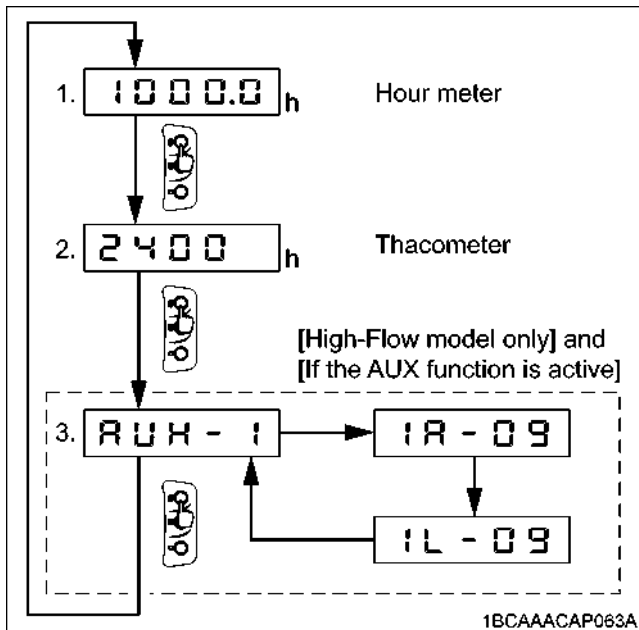 1. 1000.0 h Hour meter
2. 2400 h Thacometer
[High-Flow model only] and
[If the AUX function is active]
3. AUX-1 1A-09
1L-09
1BCAAACAP063A